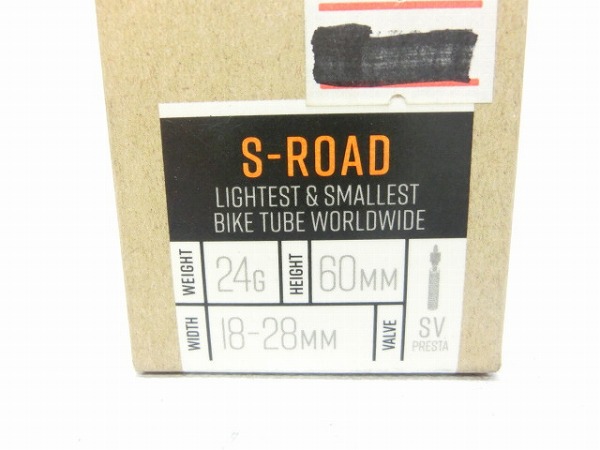 S-ROAD
LIGHTEST & SMALLEST
BIKE TUBE WORLDWIDE
WEIGHT 24G HEIGHT 60MM
WIDTH 18-28MM VALVE SV
PRESTA